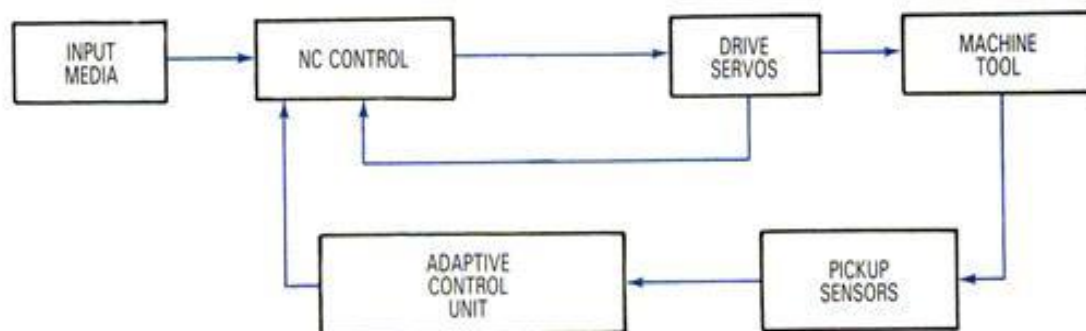 INPUT
MEDIA
NC CONTROL
DRIVE
SERVOS
MACHINE
TOOL
ADAPTIVE
CONTROL
UNIT
PICKUP
SENSORS